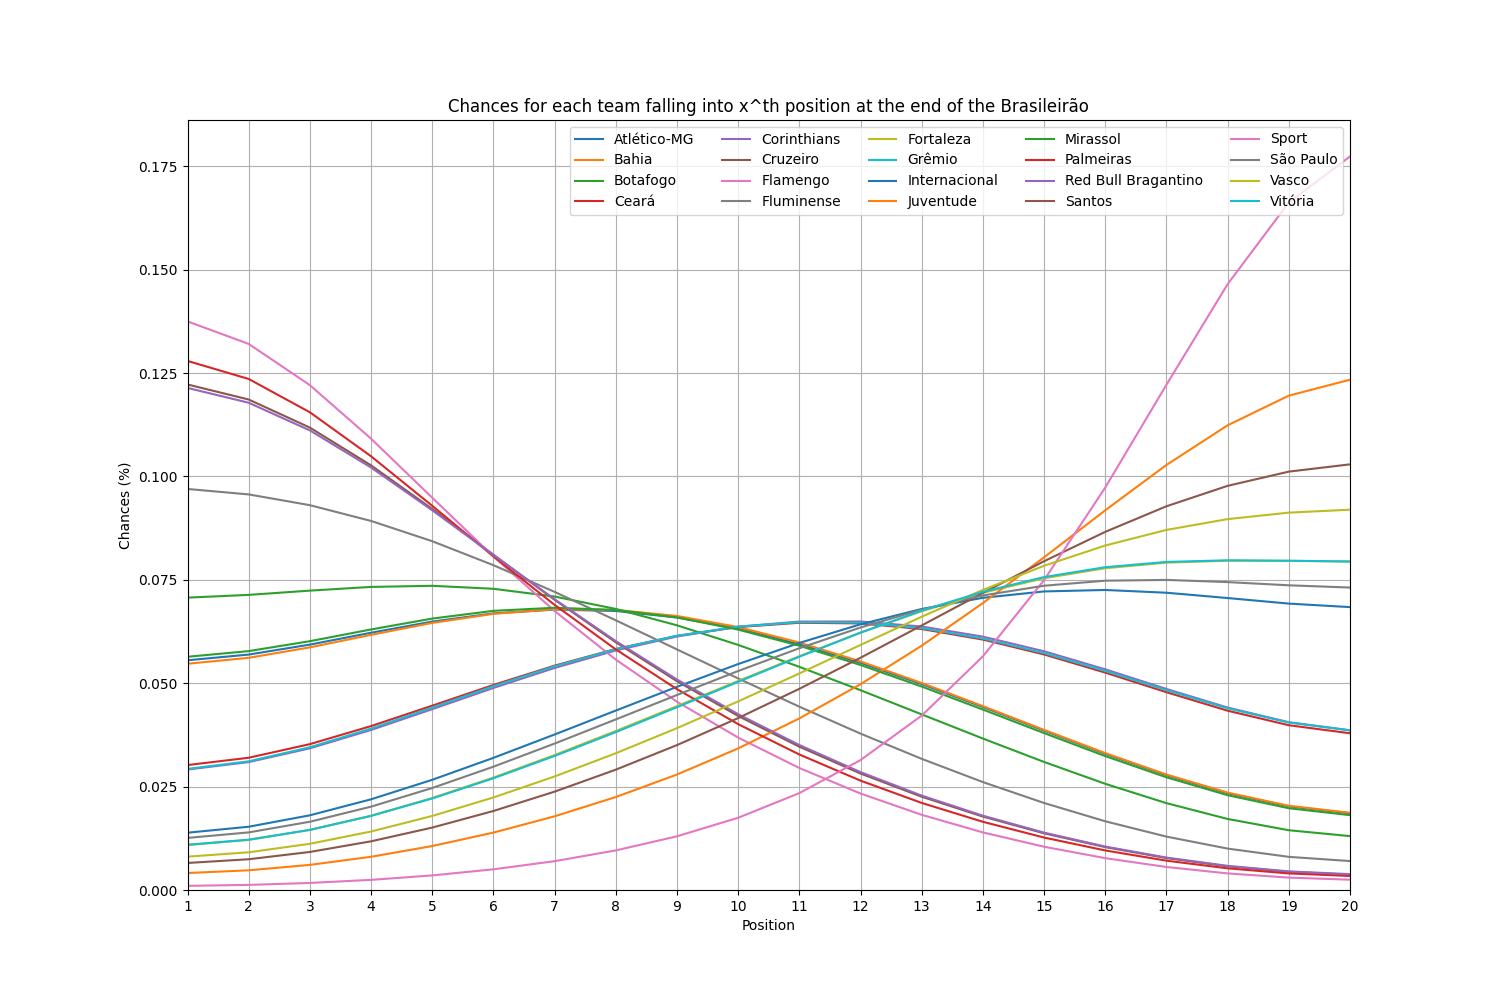 Chances for each team falling into x^th position at the end of the Brasileirão
Atlético-MG
Bahia
Botafogo
Ceará
Corinthians
Cruzeiro
Flamengo
Fluminense
Fortaleza
Grêmio
Internacional
Juventude
Mirassol
Palmeiras
Red Bull Bragantino
Santos
Sport
São Paulo
Vasco
Vitória
Chances (%)
0.175
0.150
0.125
0.100
0.075
0.050
0.025
0.000
1 2 3 4 5 6 7 8 9 10 11 12 13 14 15 16 17 18 19 20
Position